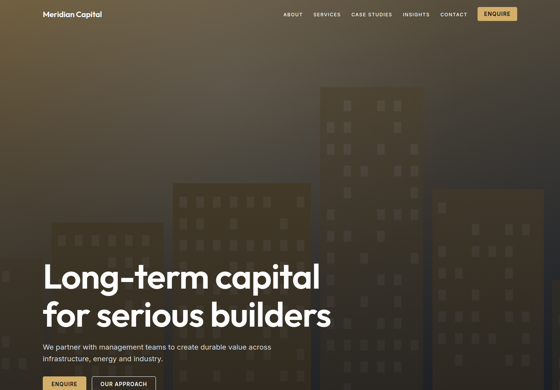 Meridian Capital
ABOUT SERVICES CASE STUDIES INSIGHTS CONTACT ENQUIRE
Long-term capital
for serious builders
We partner with management teams to create durable value across
infrastructure, energy and industry.
ENQUIRE OUR APPROACH